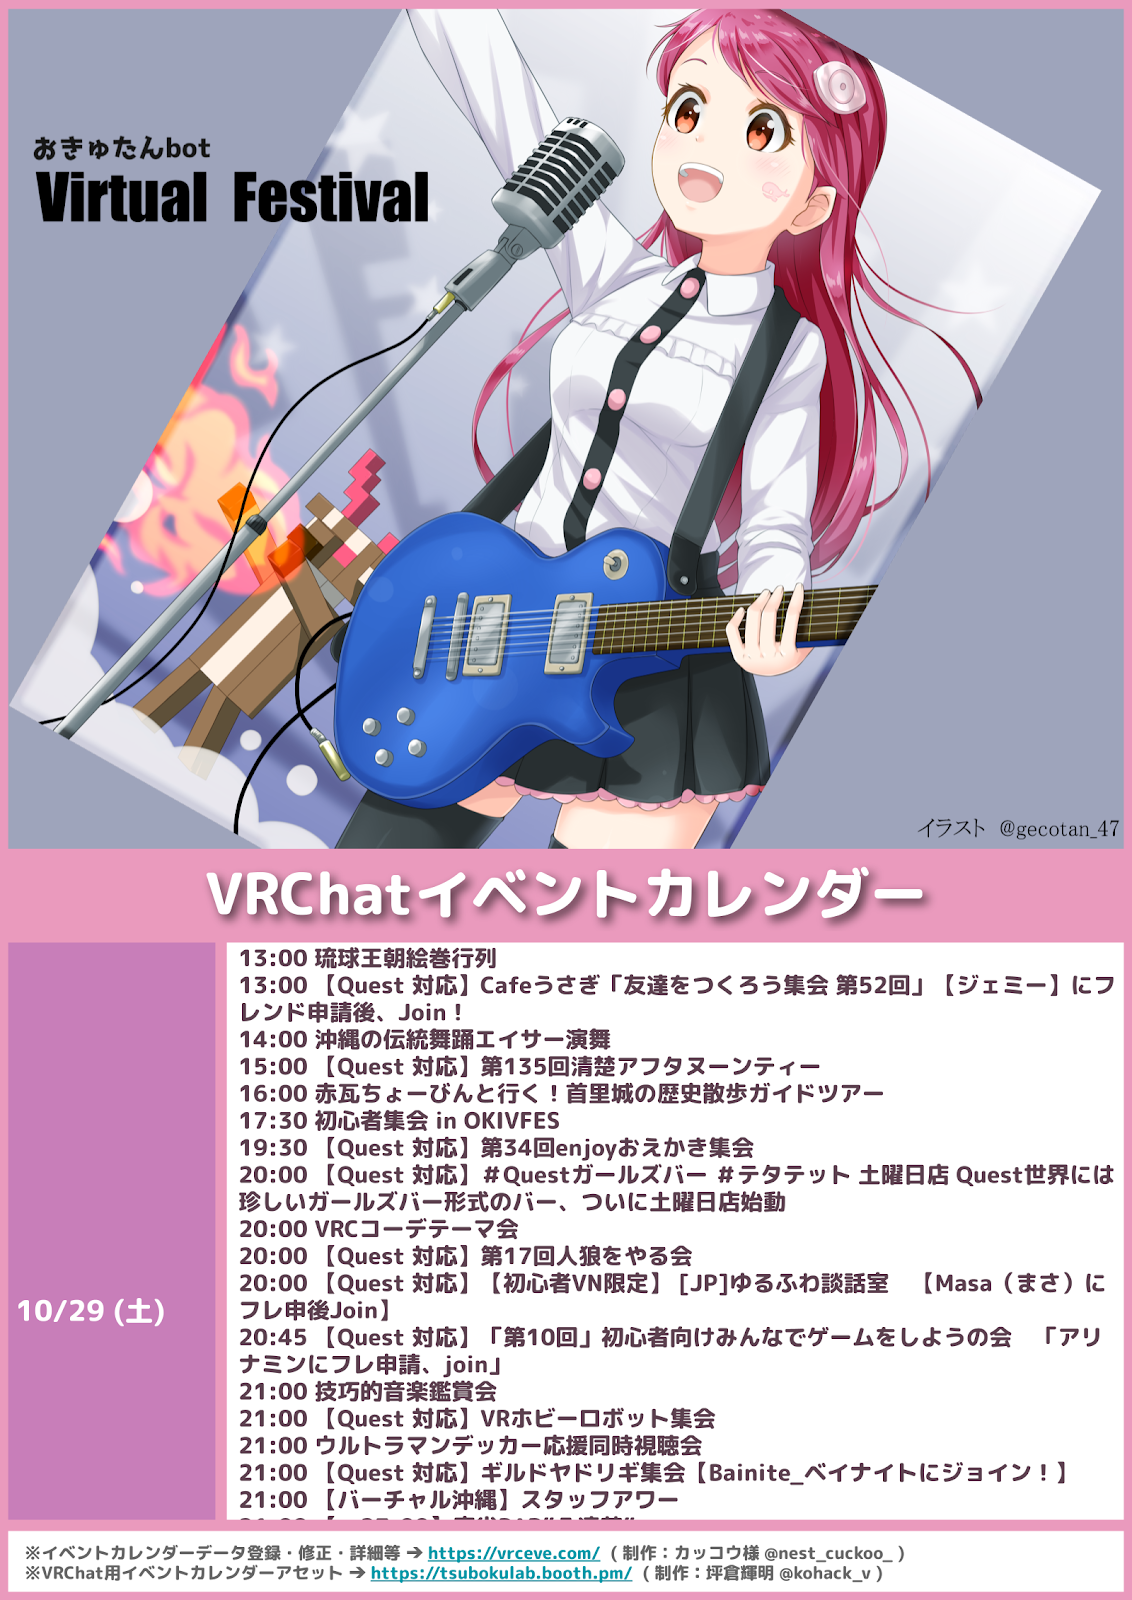 おきゅたんbot
Virtual Festival
イラスト @gecotan_47
VRChatイベントカレンダー
10/29 (土)
13:00 琉球王朝絵巻行列
13:00 【Quest 対応】Cafeうさぎ「友達をつくろう集会 第52回」【ジェミー】にフ
レンド申請後、Join！
14:00 沖縄の伝統舞踊エイサー演舞
15:00 【Quest 対応】第135回清楚アフタヌーンティー
16:00 赤瓦ちょーびんと行く！首里城の歴史散歩ガイドツアー
17:30 初心者集会 in OKIVFES
19:30 【Quest 対応】第34回enjoyおえかき集会
20:00 【Quest 対応】＃Questガールズバー ＃テタテット 土曜日店 Quest世界には
珍しいガールズバー形式のバー、ついに土曜日店始動
20:00 VRCコーデテーマ会
20:00 【Quest 対応】第17回人狼をやる会
20:00 【Quest 対応】【初心者VN限定】 [JP]ゆるふわ談話室　【Masa（まさ）に
フレ申後Join】
20:45 【Quest 対応】「第10回」初心者向けみんなでゲームをしようの会　「アリ
ナミンにフレ申請、join」
21:00 技巧的音楽鑑賞会
21:00 【Quest 対応】VRホビーロボット集会
21:00 ウルトラマンデッカー応援同時視聴会
21:00 【Quest 対応】ギルドヤドリギ集会【Bainite_ベイナイトにジョイン！】
21:00 【バーチャル沖縄】スタッフアワー
※イベントカレンダーデータ登録・修正・詳細等 → https://vrceve.com/ （制作：カッコウ様 @nest_cuckoo_ ）
※VRChat用イベントカレンダーアセット → https://tsubokulab.booth.pm/ （制作：坪倉輝明 @kohack_v ）